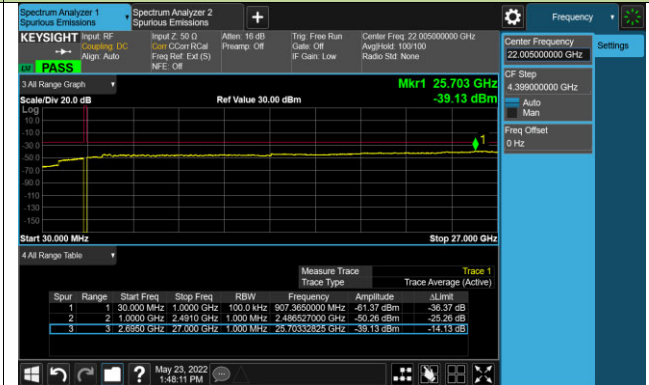 Spectrum Analyzer 1
Spurious Emissions
Spectrum Analyzer 2
Spurious Emissions
+
Frequency
KEYSIGHT
Input: RF
Coupling: DC
Align: Auto
Input Z: 50 Ω
Corr CCorr RCal
Freq Ref: Ext (S)
NFE: Off
Atten: 16 dB
Preamp: Off
Trig: Free Run
Gate: Off
IF Gain: Low
Center Freq: 22.005000000 GHz
Avg|Hold: 100/100
Radio Std: None
PASS
Center Frequency
22.005000000 GHz
Settings
CF Step
4.399000000 GHz
Auto
Man
Freq Offset
0 Hz
3 All Range Graph
Mkr1 25.703 GHz
Scale/Div 20.0 dB
Ref Value 30.00 dBm
-39.13 dBm
Log
10.0
-10.0
-30.0
-50.0
-70.0
-90.0
-110
-130
-150
1
Start 30.000 MHz
Stop 27.000 GHz
4 All Range Table
Measure Trace Trace 1
Trace Type Trace Average (Active)
Spur Range Start Freq Stop Freq RBW Frequency Amplitude ΔLimit
1 1 30.000 MHz 1.0000 GHz 100.0 kHz 907.3650000 MHz -61.37 dBm -36.37 dB
2 2 1.0000 GHz 2.4910 GHz 1.000 MHz 2.486527000 GHz -50.26 dBm -25.26 dB
3 3 2.6950 GHz 27.000 GHz 1.000 MHz 25.70332825 GHz -39.13 dBm -14.13 dB
?
May 23, 2022
1:48:11 PM